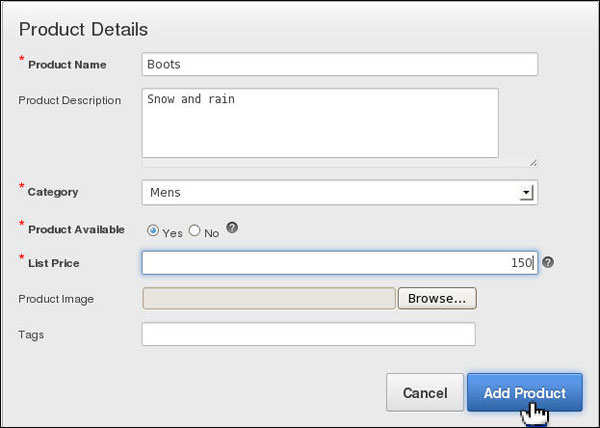 Product Details
* Product Name Boots
Product Description Snow and rain
* Category Mens
* Product Available Yes No ?
* List Price 150 ?
Product Image Browse...
Tags
Cancel Add Product